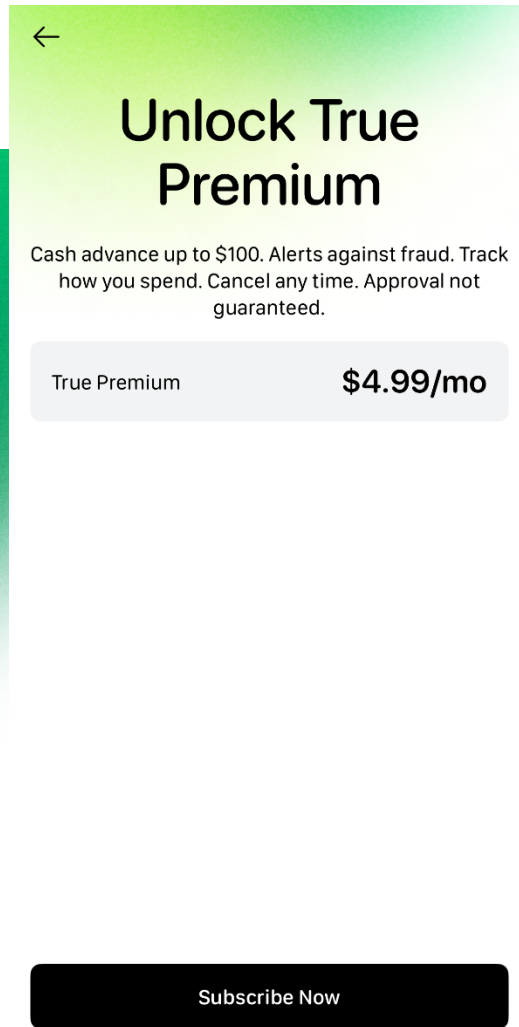 Unlock True
Premium
Cash advance up to $100. Alerts against fraud. Track
how you spend. Cancel any time. Approval not
guaranteed.
True Premium $4.99/mo
Subscribe Now